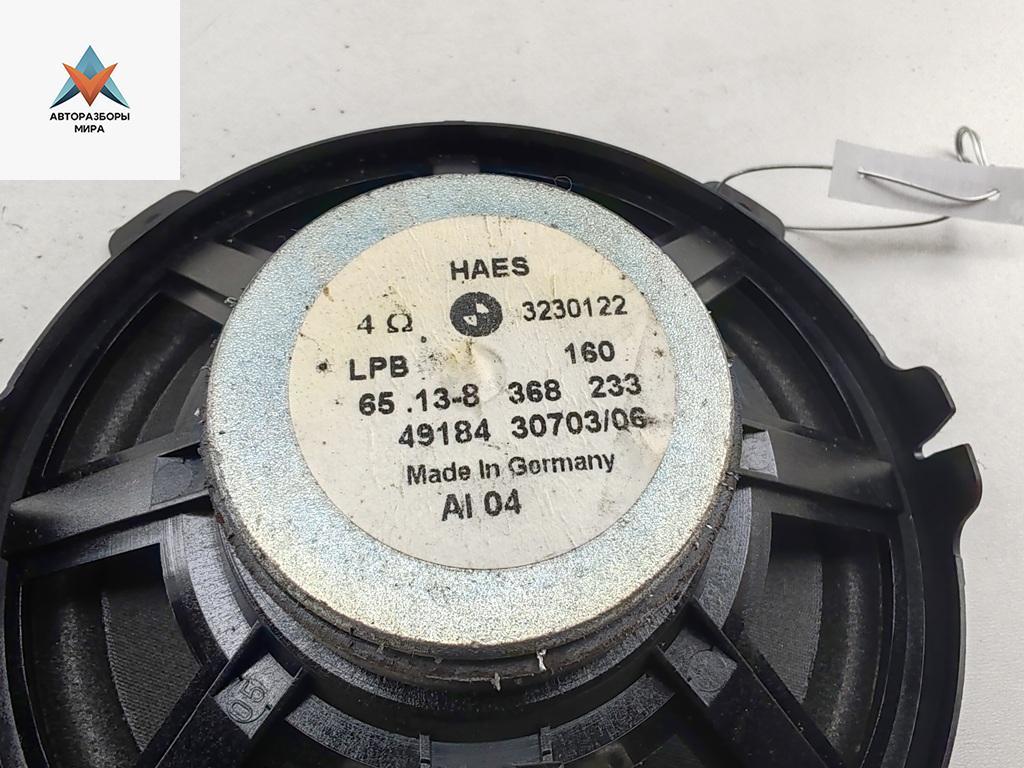 АВТОРАЗБОРЫ
МИРА
HAES
4 Ω 3230122
LPB 160
65 .13-8 368 233
49184 30703/06
Made In Germany
AI 04
05